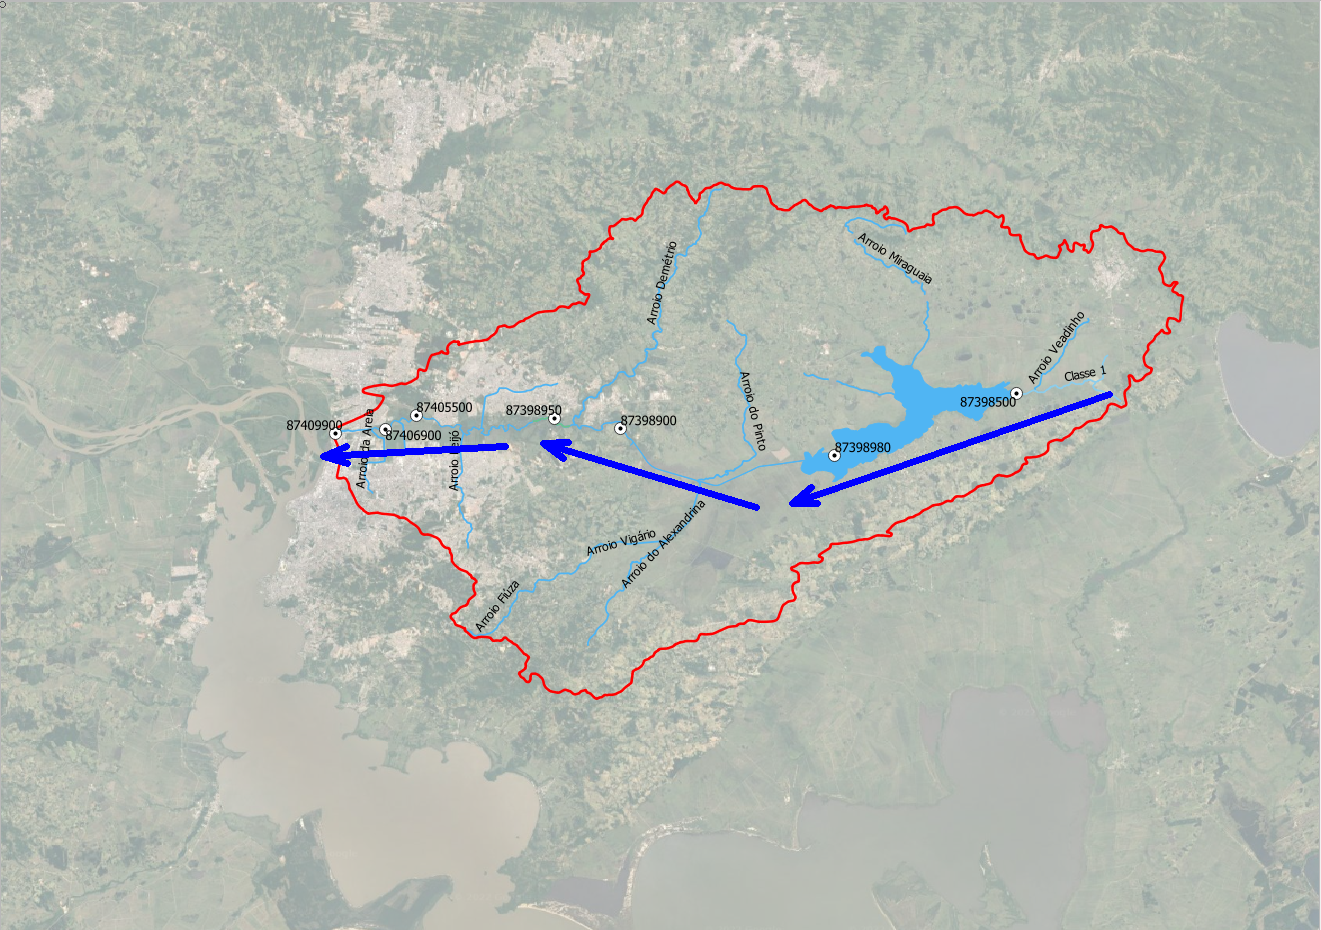 Arroio Demétrio
Arroio Miraguaia
Arroio Veadinho
Classe 1
87398500
Arroio do Pinto
87405500
87398950
87398900
87409900
87406900
Arroio da Areia
87398980
Arroio Alexandrina
Arroio Vigário
Arroio Fiúza